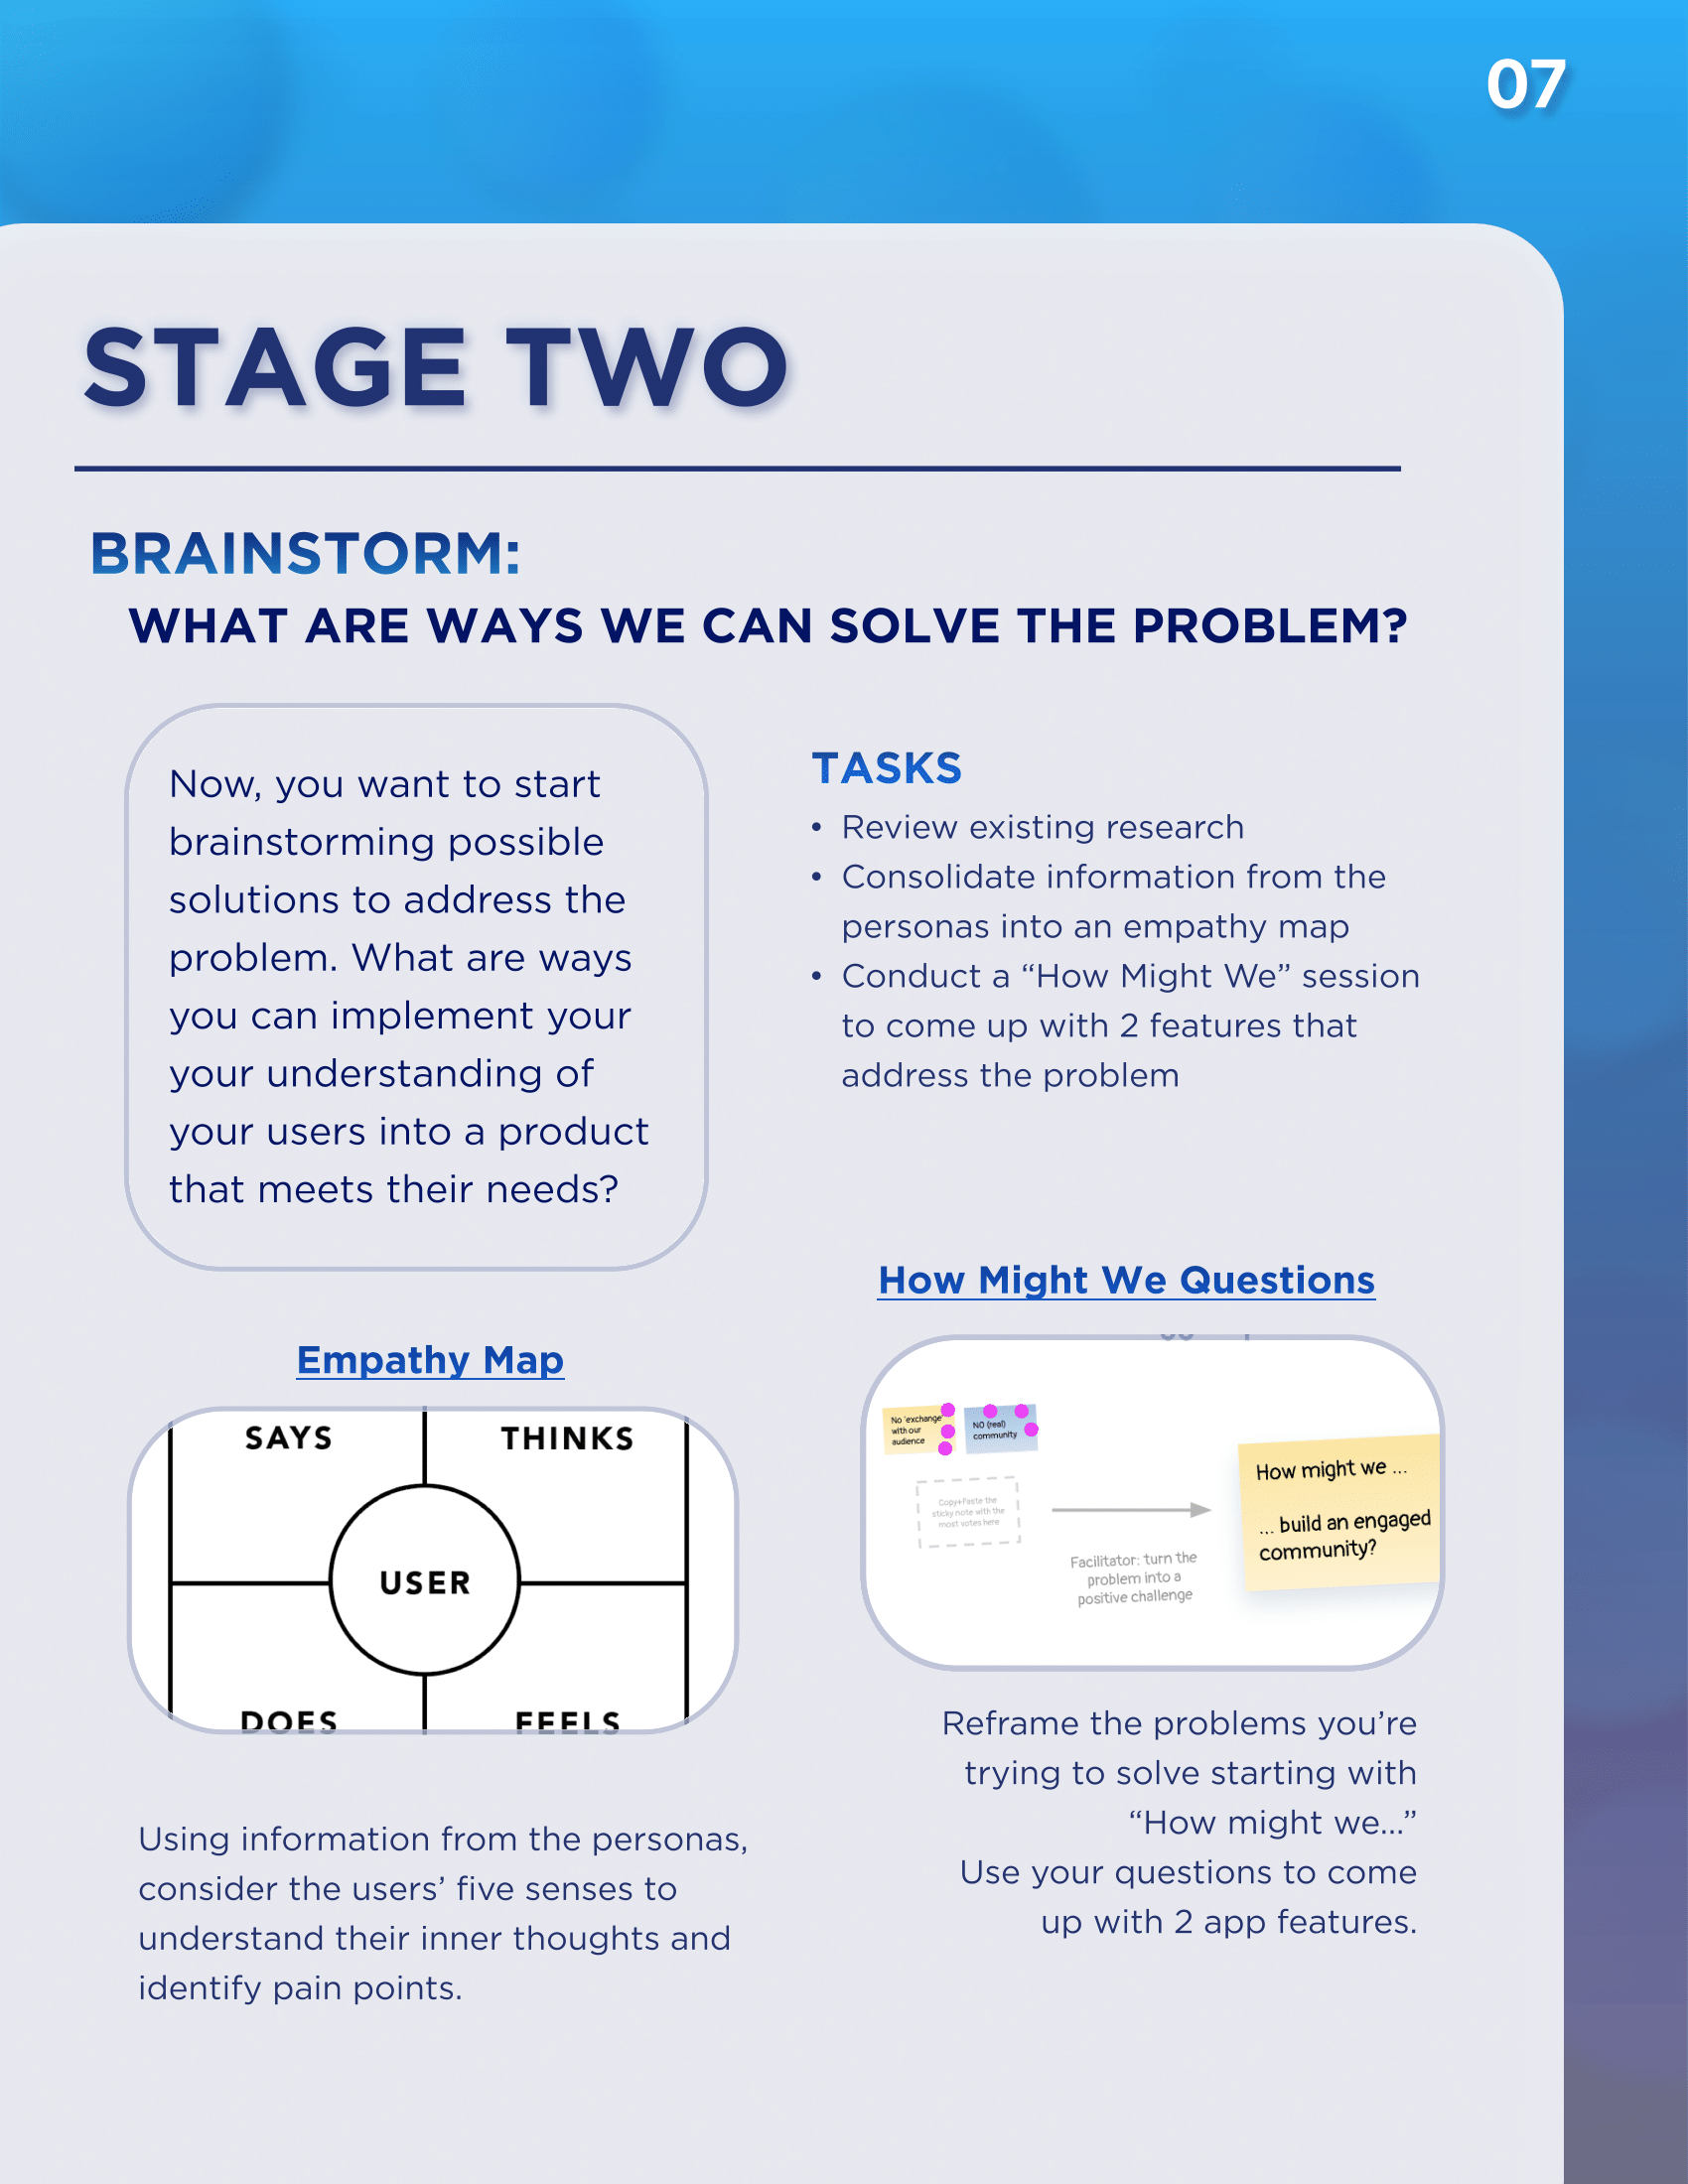 07
STAGE TWO
BRAINSTORM:
WHAT ARE WAYS WE CAN SOLVE THE PROBLEM?
Now, you want to start
brainstorming possible
solutions to address the
problem. What are ways
you can implement your
your understanding of
your users into a product
that meets their needs?
TASKS
• Review existing research
• Consolidate information from the
personas into an empathy map
• Conduct a “How Might We” session
to come up with 2 features that
address the problem
Empathy Map
SAYS THINKS
USER
DOES FEELS
Using information from the personas,
consider the users’ five senses to
understand their inner thoughts and
identify pain points.
How Might We Questions
No 'exchange'
with our
audience
NO (real)
community
Copy+Paste the
sticky note with the
most votes here
Facilitator: turn the
problem into a
positive challenge
How might we ...
... build an engaged
community?
Reframe the problems you’re
trying to solve starting with
“How might we...”
Use your questions to come
up with 2 app features.